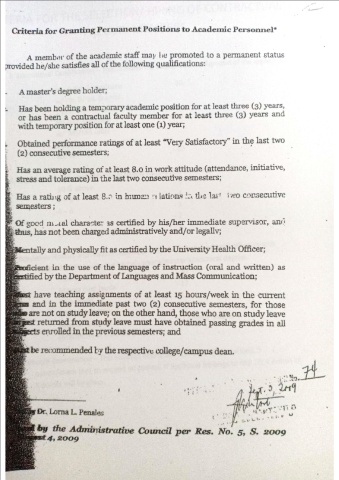 Criteria for Granting Permanent Positions to Academic Personnel*
A member of the academic staff may be promoted to a permanent status
provided he/she satisfies all of the following qualifications:
A master's degree holder;
Has been holding a temporary academic position for at least three (3) years,
or has been a contractual faculty member for at least three (3) years and
with temporary position for at least one (1) year;
Obtained performance ratings of at least "Very Satisfactory" in the last two
(2) consecutive semesters;
Has an average rating of at least 8.0 in work attitude (attendance, initiative,
stress and tolerance) in the last two consecutive semesters;
Has a rating of at least 8.0 in human relations in the last two consecutive
semesters;
Of good moral character as certified by his/her immediate supervisor, and
thus, has not been charged administratively and/or legally;
Mentally and physically fit as certified by the University Health Officer;
Proficient in the use of the language of instruction (oral and written) as
certified by the Department of Languages and Mass Communication;
Must have teaching assignments of at least 15 hours/week in the current
and in the immediate past two (2) consecutive semesters, for those
who are not on study leave; on the other hand, those who are on study leave
just returned from study leave must have obtained passing grades in all
subjects enrolled in the previous semesters; and
Must be recommended by the respective college/campus dean.
74
Sept. 3, 2009
by Dr. Lorna L. Penales
by the Administrative Council per Res. No. 5, S. 2009
4, 2009